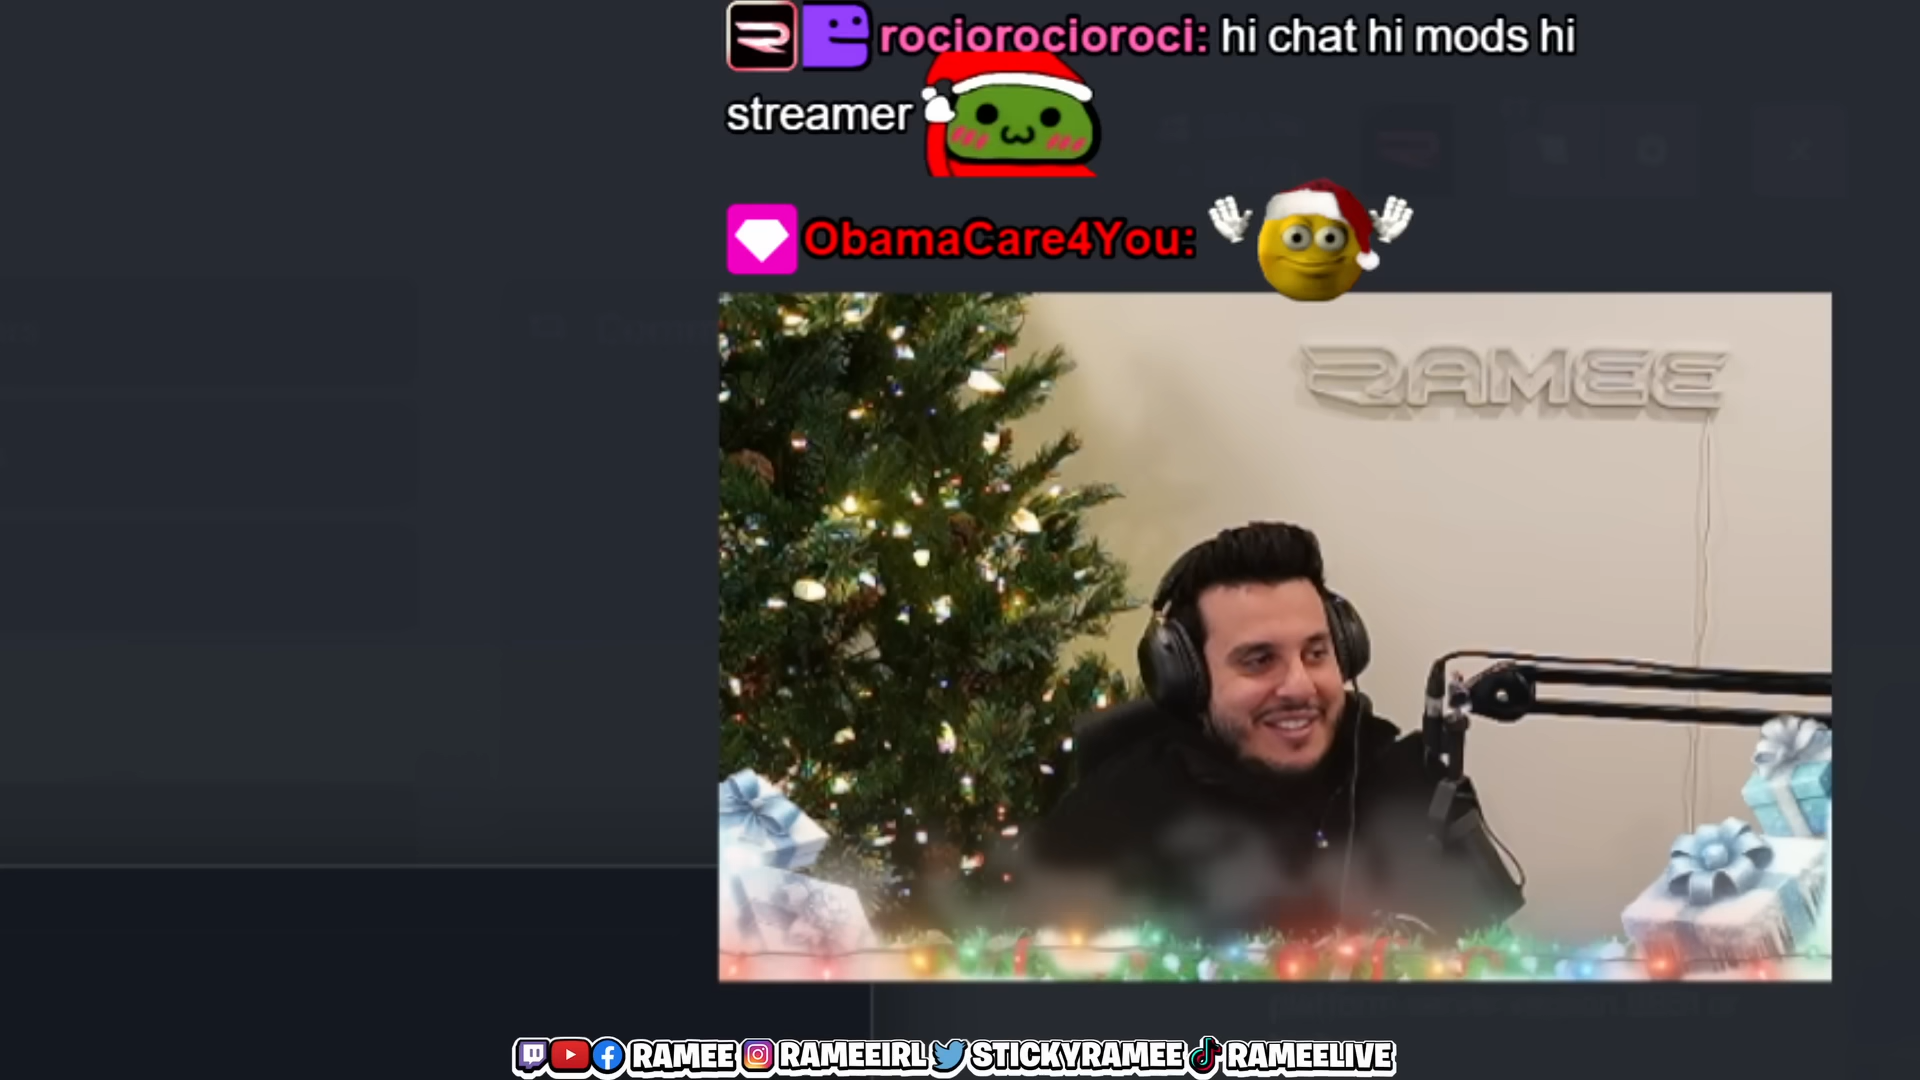 rociorocioroci: hi chat hi mods hi
streamer
ObamaCare4You:
RAMEE
RAMEE RAMEEIRL STICKYRAMEE RAMEELIVE